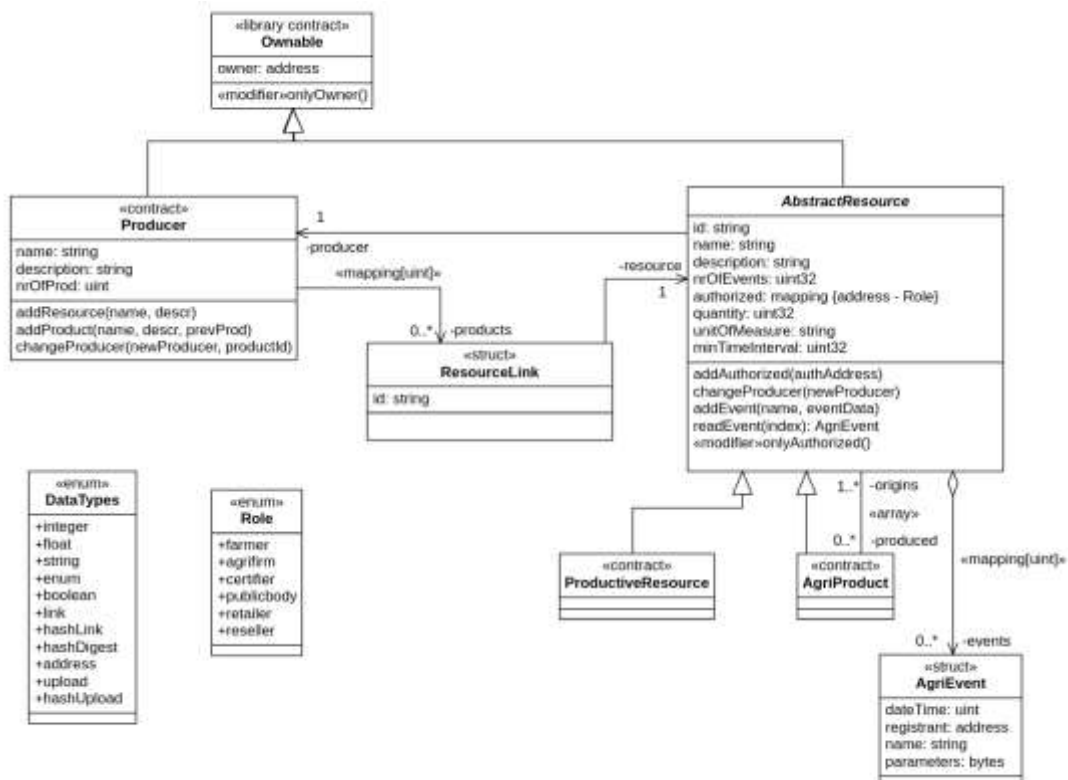 «library contract»
Ownable
owner: address
«modifier»onlyOwner()
«contract»
Producer
name: string
description: string
nrOfProd: uint
addResource(name, descr)
addProduct(name, descr, prevProd)
changeProducer(newProducer, productId)
1
-producer
«mapping[uint]»
0..* -products
-resource
1
«struct»
ResourceLink
id: string
AbstractResource
id: string
name: string
description: string
nrOfEvents: uint32
authorized: mapping {address - Role}
quantity: uint32
unitOfMeasure: string
minTimeInterval: uint32
addAuthorized(authAddress)
changeProducer(newProducer)
addEvent(name, eventData)
readEvent(index): AgriEvent
«modifier»onlyAuthorized()
«enum»
DataTypes
+integer
+float
+string
+enum
+boolean
+link
+hashLink
+hashDigest
+address
+upload
+hashUpload
«enum»
Role
+farmer
+agrifirm
+certifier
+publicbody
+retailer
+reseller
1..* -origins
«array»
0..* -produced
«contract»
ProductiveResource
«contract»
AgriProduct
«mapping[uint]»
0..* -events
«struct»
AgriEvent
dateTime: uint
registrant: address
name: string
parameters: bytes